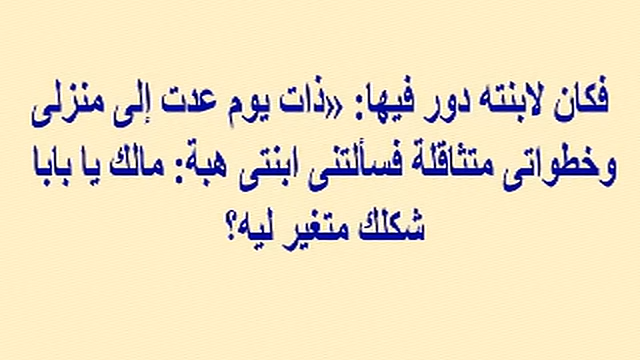 فكان لابنته دور فيها: «ذات يوم عدت إلى منزلى
وخطواتى متثاقلة فسألتنى ابنتى هبة: مالك يا بابا
شكلك متغير ليه؟